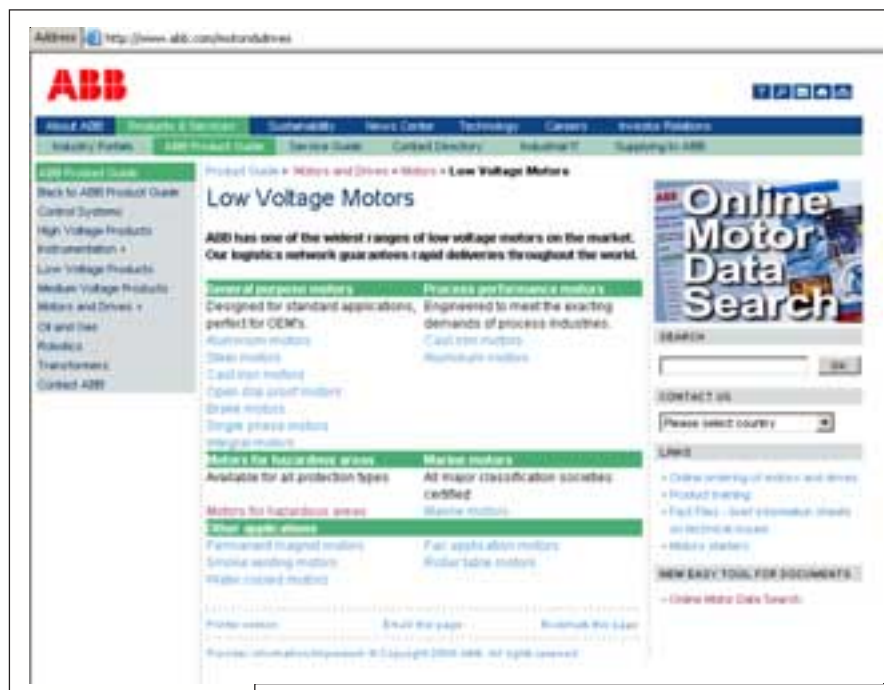 Address http://www.abb.com/motors&drives
ABB
About ABB Products & Services Sustainability News Center Technology Careers Investor Relations
Industry Portals ABB Product Guide Service Guide Contact Directory Industrial IT Supplying to ABB
ABB Product Guide
Back to ABB Product Guide
Control Systems
High Voltage Products
Instrumentation +
Low Voltage Products
Medium Voltage Products
Motors and Drives +
Oil and Gas
Robotics
Transformers
Contact ABB
Product Guide > Motors and Drives > Motors > Low Voltage Motors
Low Voltage Motors
ABB has one of the widest ranges of low voltage motors on the market.
Our logistics network guarantees rapid deliveries throughout the world.
General purpose motors
Designed for standard applications,
perfect for OEM's.
Aluminum motors
Steel motors
Cast iron motors
Open drip proof motors
Brake motors
Single phase motors
Integral motors
Process performance motors
Engineered to meet the exacting
demands of process industries.
Cast iron motors
Aluminum motors
Motors for hazardous areas
Available for all protection types
Motors for hazardous areas
Marine motors
All major classification societies
certified
Marine motors
Other applications
Permanent magnet motors
Smoke venting motors
Water cooled motors
Fan application motors
Roller table motors
Printer version Email this page Bookmark this page
Provider information/Impressum © Copyright ABB. All rights reserved.
Online
Motor
Data
Search
SEARCH
GO
CONTACT US
Please select country
LINKS
Online ordering of motors and drives
Product training
Fact Files - brief information sheets
on technical issues
Motors starters
NEW EASY TOOL FOR DOCUMENTS
Online Motor Data Search